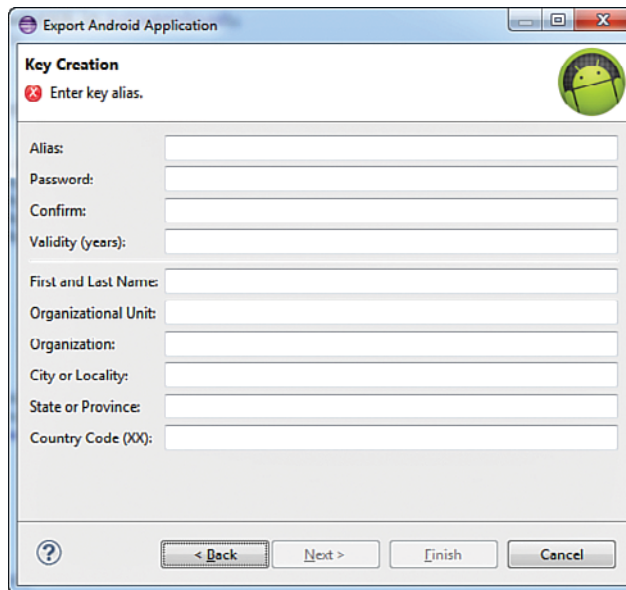 Export Android Application
Key Creation
Enter key alias.
Alias:
Password:
Confirm:
Validity (years):
First and Last Name:
Organizational Unit:
Organization:
City or Locality:
State or Province:
Country Code (XX):
< Back
Next >
Finish
Cancel